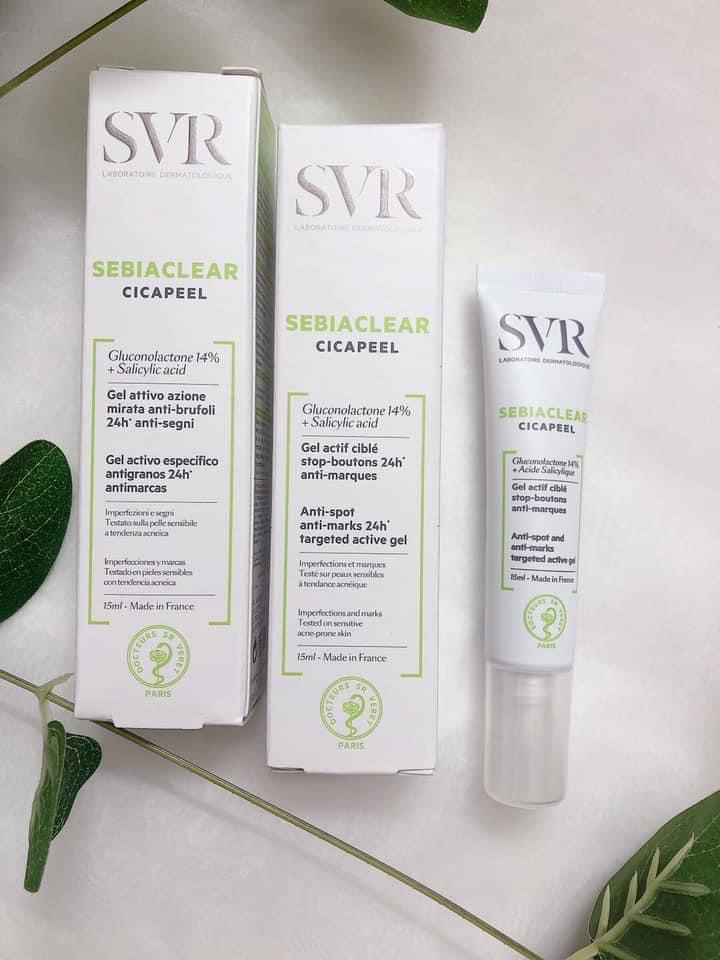 SVR
LABORATOIRE DERMATOLOGIQUE
SEBIACLEAR
CICAPEEL
Gluconolactone 14%
+ Salicylic acid
Gel attivo azione
mirata anti-brufoli
24h* anti-segni
Gel activo específico
antigranos 24h*
antimarcas
Imperfezioni e segni
Testato sulla pelle sensibile
a tendenza acneica
Imperfecciones y marcas
Testado en pieles sensibles
con tendencia acneica
15ml - Made in France
DOCTEURS SR VERET
PARIS
SVR
LABORATOIRE DERMATOLOGIQUE
SEBIACLEAR
CICAPEEL
Gluconolactone 14%
+ Salicylic acid
Gel actif ciblé
stop-boutons 24h*
anti-marques
Anti-spot
anti-marks 24h*
targeted active gel
Imperfections et marques
Testé sur peaux sensibles
à tendance acnéique
Imperfections and marks
Tested on sensitive
acne-prone skin
15ml - Made in France
DOCTEURS SR VERET
PARIS
SVR
LABORATOIRE DERMATOLOGIQUE
SEBIACLEAR
CICAPEEL
Gluconolactone 14%
+ Acide Salicylique
Gel actif ciblé
stop-boutons
anti-marques
Anti-spot and
anti-marks
targeted active gel
15ml - Made in France
DOCTEURS SR VERET
PARIS